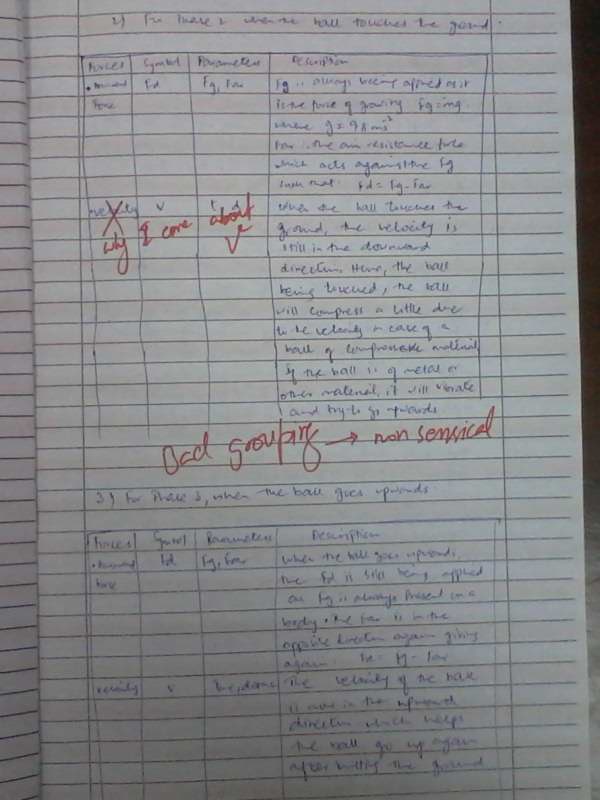 2) For Phase 2 when the ball touches the ground.
Forces Symbol Parameters Description
Downward Fd Fg, Far Fg is always being applied as it
Force is the force of gravity Fg=mg
where g = 9.8 ms²
Far is the air resistance force
which acts against the Fg
such that Fd = Fg - Far
velocity v t d when the ball touches the
why I care about V ground, the velocity is
still in the downward
direction. Here, the ball
being touched, the ball
will compress a little due
to the velocity in case of a
ball of compressable material
if the ball is of metal or
other material, it will vibrate
and try to go upwards
Bad grouping → non sensical
3) For Phase 3, when the ball goes upwards.
Forces Symbol Parameters Description
Downward Fd Fg, Far when the ball goes upwards,
force the Fd is still being applied
as Fg is always present on a
body. the Far is in the
opposite direction again giving
again Fd = Fg - Far
velocity v time, The velocity of the ball
is now in the upward
direction which helps
the ball go up again
after hitting the ground